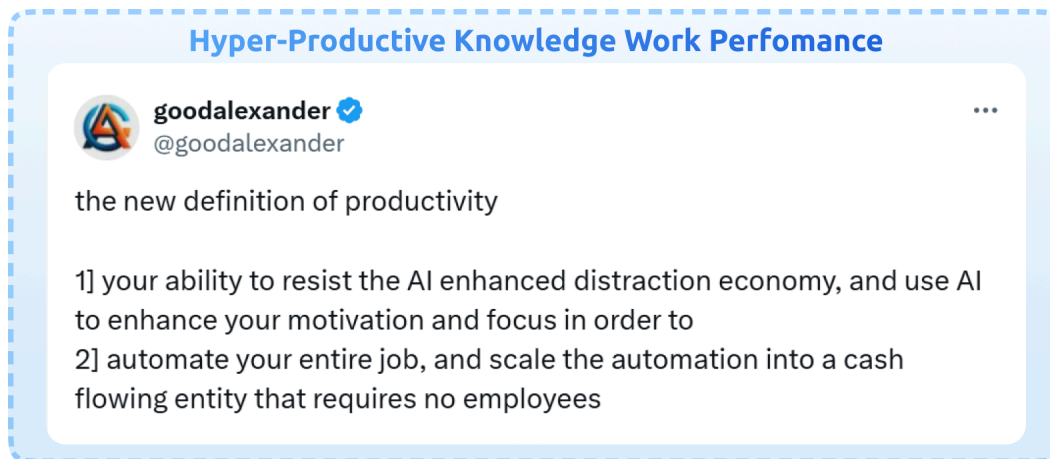 Hyper-Productive Knowledge Work Perfomance
goodalexander
@goodalexander
the new definition of productivity
1] your ability to resist the AI enhanced distraction economy, and use AI
to enhance your motivation and focus in order to
2] automate your entire job, and scale the automation into a cash
flowing entity that requires no employees